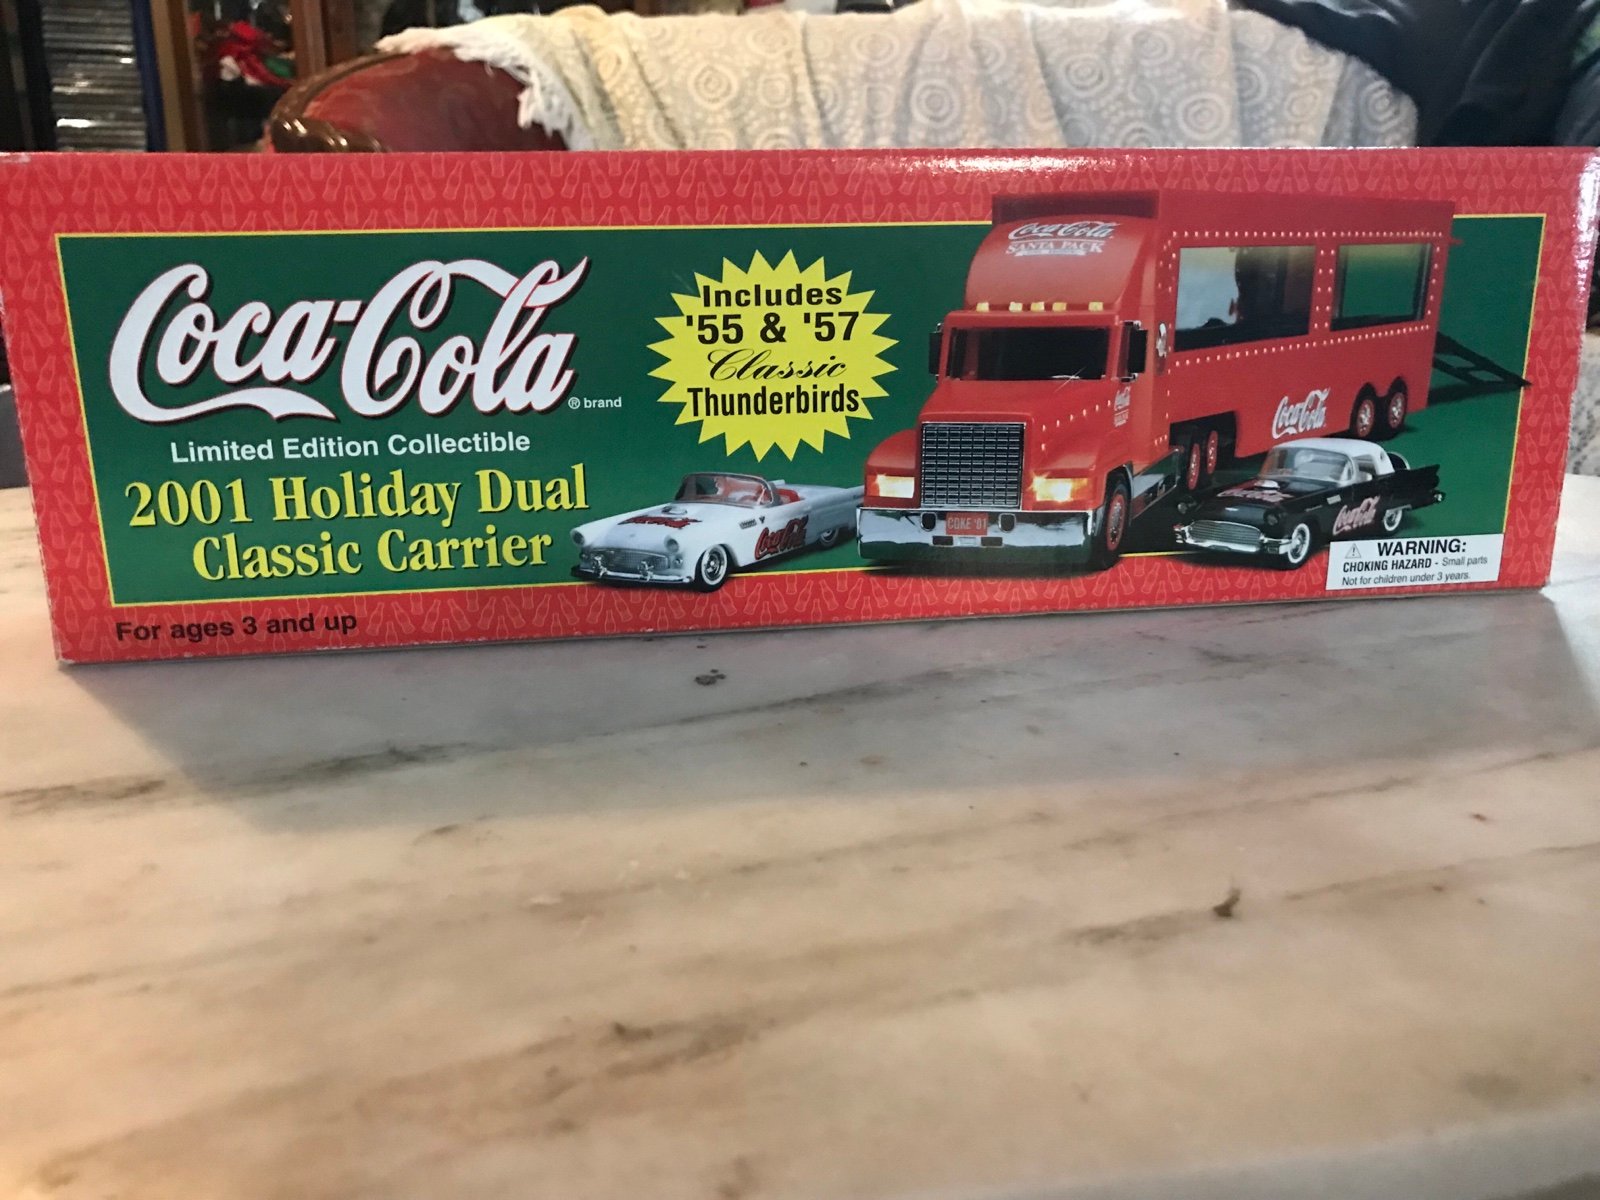 Coca-Cola
® brand
Limited Edition Collectible
2001 Holiday Dual
Classic Carrier
For ages 3 and up
Includes
'55 & '57
Classic
Thunderbirds
Coca-Cola
SANTA PACK
COKE '01
Coca-Cola
Coca-Cola
Coca-Cola
Coca-Cola
⚠ WARNING:
CHOKING HAZARD - Small parts
Not for children under 3 years.